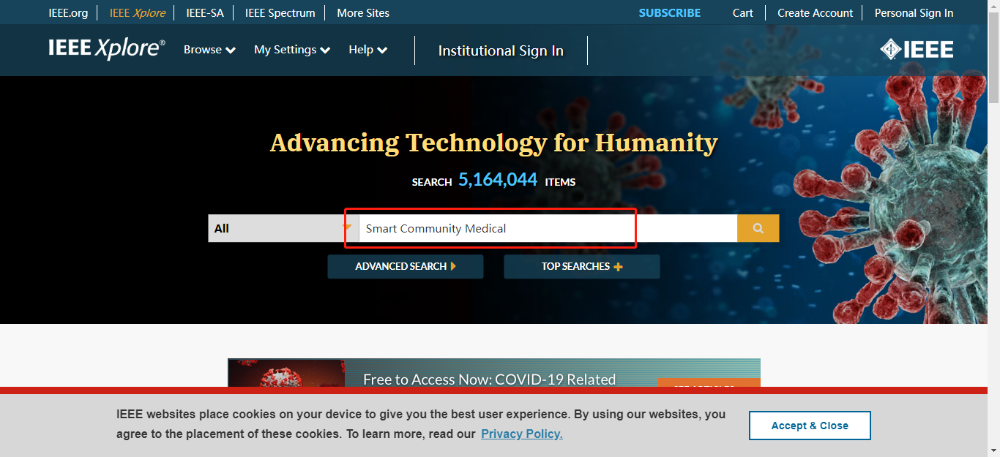 IEEE.org IEEE Xplore IEEE-SA IEEE Spectrum More Sites SUBSCRIBE Cart Create Account Personal Sign In
IEEE Xplore® Browse My Settings Help Institutional Sign In IEEE
Advancing Technology for Humanity
SEARCH 5,164,044 ITEMS
All Smart Community Medical
ADVANCED SEARCH TOP SEARCHES
Free to Access Now: COVID-19 Related
IEEE websites place cookies on your device to give you the best user experience. By using our websites, you
agree to the placement of these cookies. To learn more, read our Privacy Policy.
Accept & Close